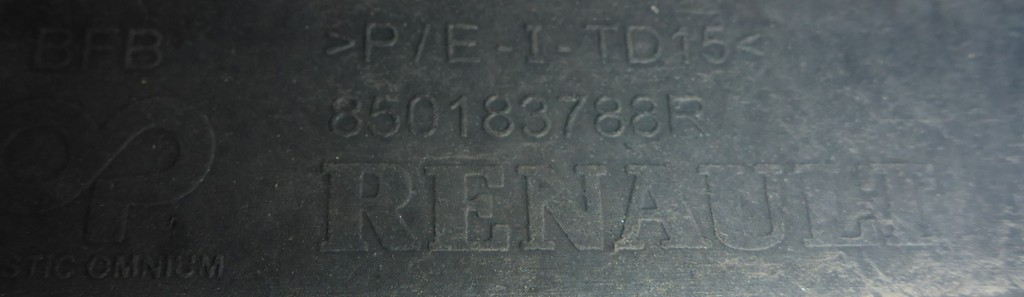 BFB >P/E-I-TD15<
850183788R
RENAULT
STIC OMNIUM